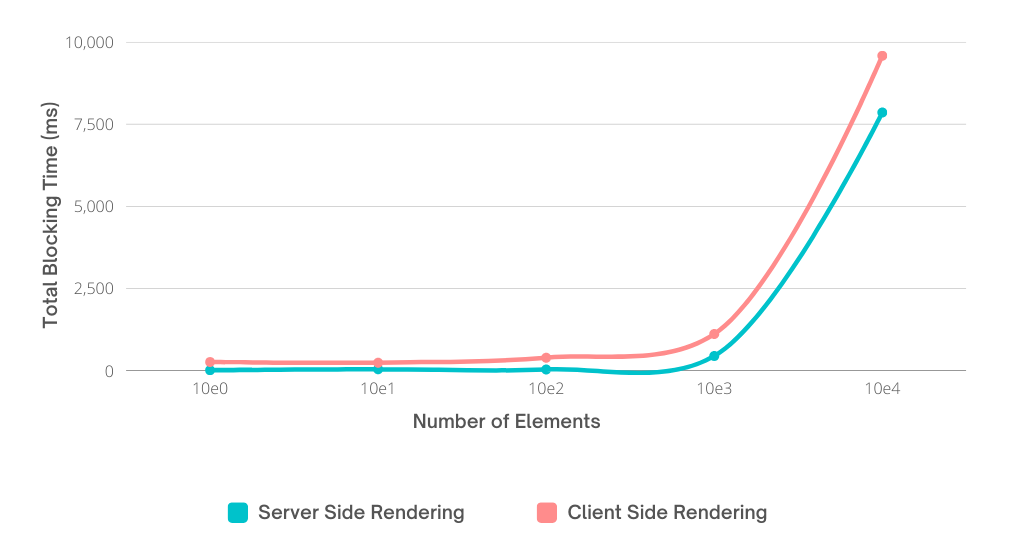 10,000
7,500
5,000
2,500
0
Total Blocking Time (ms)
10e0 10e1 10e2 10e3 10e4
Number of Elements
Server Side Rendering Client Side Rendering